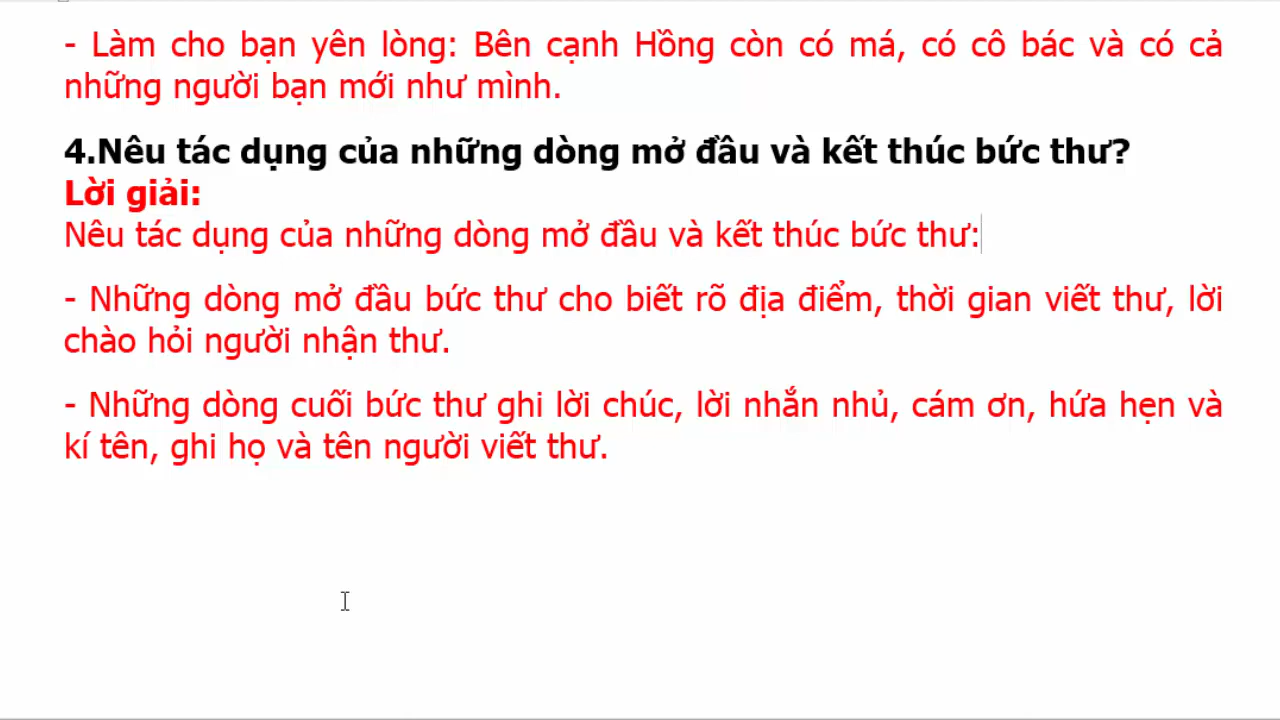 - Làm cho bạn yên lòng: Bên cạnh Hồng còn có má, có cô bác và có cả
những người bạn mới như mình.
4.Nêu tác dụng của những dòng mở đầu và kết thúc bức thư?
Lời giải:
Nêu tác dụng của những dòng mở đầu và kết thúc bức thư:
- Những dòng mở đầu bức thư cho biết rõ địa điểm, thời gian viết thư, lời
chào hỏi người nhận thư.
- Những dòng cuối bức thư ghi lời chúc, lời nhắn nhủ, cám ơn, hứa hẹn và
kí tên, ghi họ và tên người viết thư.